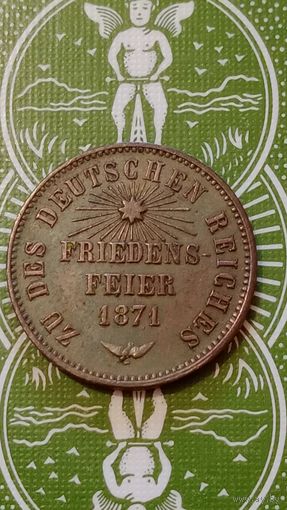 ZU DES DEUTSCHEN REICHES
FRIEDENS-
FEIER
1871